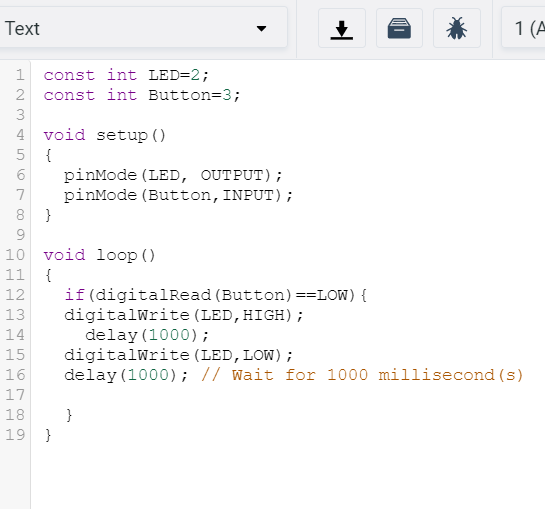 Text
1 (A
1 const int LED=2;
2 const int Button=3;
3
4 void setup()
5 {
6   pinMode(LED, OUTPUT);
7   pinMode(Button,INPUT);
8 }
9
10 void loop()
11 {
12   if(digitalRead(Button)==LOW){
13   digitalWrite(LED,HIGH);
14     delay(1000);
15   digitalWrite(LED,LOW);
16   delay(1000); // Wait for 1000 millisecond(s)
17
18   }
19 }